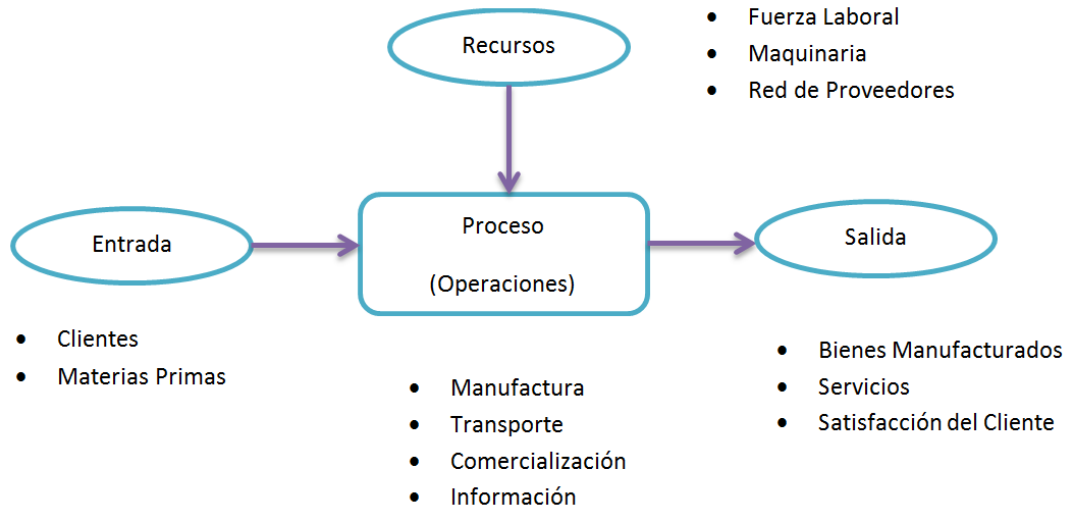 Recursos
• Fuerza Laboral
• Maquinaria
• Red de Proveedores
Entrada
• Clientes
• Materias Primas
Proceso
(Operaciones)
• Manufactura
• Transporte
• Comercialización
• Información
Salida
• Bienes Manufacturados
• Servicios
• Satisfacción del Cliente